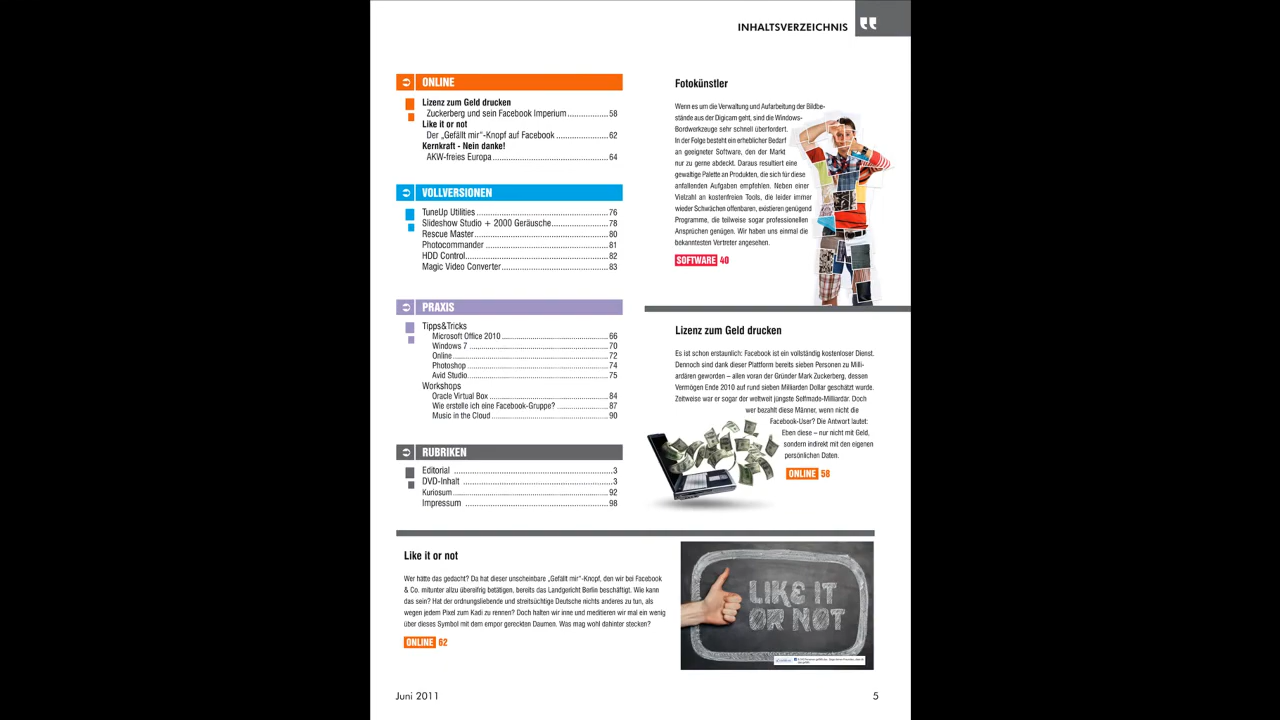 INHALTSVERZEICHNIS
ONLINE
Lizenz zum Geld drucken
Zuckerberg und sein Facebook Imperium.................58
Like it or not
Der „Gefällt mir“-Knopf auf Facebook ......................62
Kernkraft - Nein danke!
AKW-freies Europa.................................................64
VOLLVERSIONEN
TuneUp Utilities........................................................76
Slideshow Studio + 2000 Geräusche........................78
Rescue Master.........................................................80
Photocommander ....................................................81
HDD Control.............................................................82
Magic Video Converter.............................................83
PRAXIS
Tipps&Tricks
Microsoft Office 2010.................................................66
Windows 7 ................................................................70
Online........................................................................72
Photoshop .................................................................74
Avid Studio.................................................................75
Workshops
Oracle Virtual Box ......................................................84
Wie erstelle ich eine Facebook-Gruppe? .......................87
Music in the Cloud......................................................90
RUBRIKEN
Editorial ........................................................3
DVD-Inhalt .....................................................3
Kuriosum..................................................................92
Impressum ..................................................98
Fotokünstler
Wenn es um die Verwaltung und Aufarbeitung der Bildbe-
stände aus der Digicam geht, sind die Windows-
Bordwerkzeuge sehr schnell überfordert.
In der Folge besteht ein erheblicher Bedarf
an geeigneter Software, den der Markt
nur zu gerne abdeckt. Daraus resultiert eine
gewaltige Palette an Produkten, die sich für diese
anfallenden Aufgaben empfehlen. Neben einer
Vielzahl an kostenfreien Tools, die leider immer
wieder Schwächen offenbaren, existieren genügend
Programme, die teilweise sogar professionellen
Ansprüchen genügen. Wir haben uns einmal die
bekanntesten Vertreter angesehen.
SOFTWARE 40
Lizenz zum Geld drucken
Es ist schon erstaunlich: Facebook ist ein vollständig kostenloser Dienst.
Dennoch sind dank dieser Plattform bereits sieben Personen zu Milli-
ardären geworden – allen voran der Gründer Mark Zuckerberg, dessen
Vermögen Ende 2010 auf rund sieben Milliarden Dollar geschätzt wurde.
Zeitweise war er sogar der weltweit jüngste Selfmade-Milliardär. Doch
wer bezahlt diese Männer, wenn nicht die
Facebook-User? Die Antwort lautet:
Eben diese – nur nicht mit Geld,
sondern indirekt mit den eigenen
persönlichen Daten.
ONLINE 58
Like it or not
Wer hätte das gedacht? Da hat dieser unscheinbare „Gefällt mir“-Knopf, den wir bei Facebook
& Co. mitunter allzu übereifrig betätigen, bereits das Landgericht Berlin beschäftigt. Wie kann
das sein? Hat der ordnungsliebende und streitsüchtige Deutsche nichts anderes zu tun, als
wegen jedem Pixel zum Kadi zu rennen? Doch halten wir inne und meditieren wir mal ein wenig
über dieses Symbol mit dem empor gereckten Daumen. Was mag wohl dahinter stecken?
ONLINE 62
LIKE IT
OR NOT
Juni 2011
5